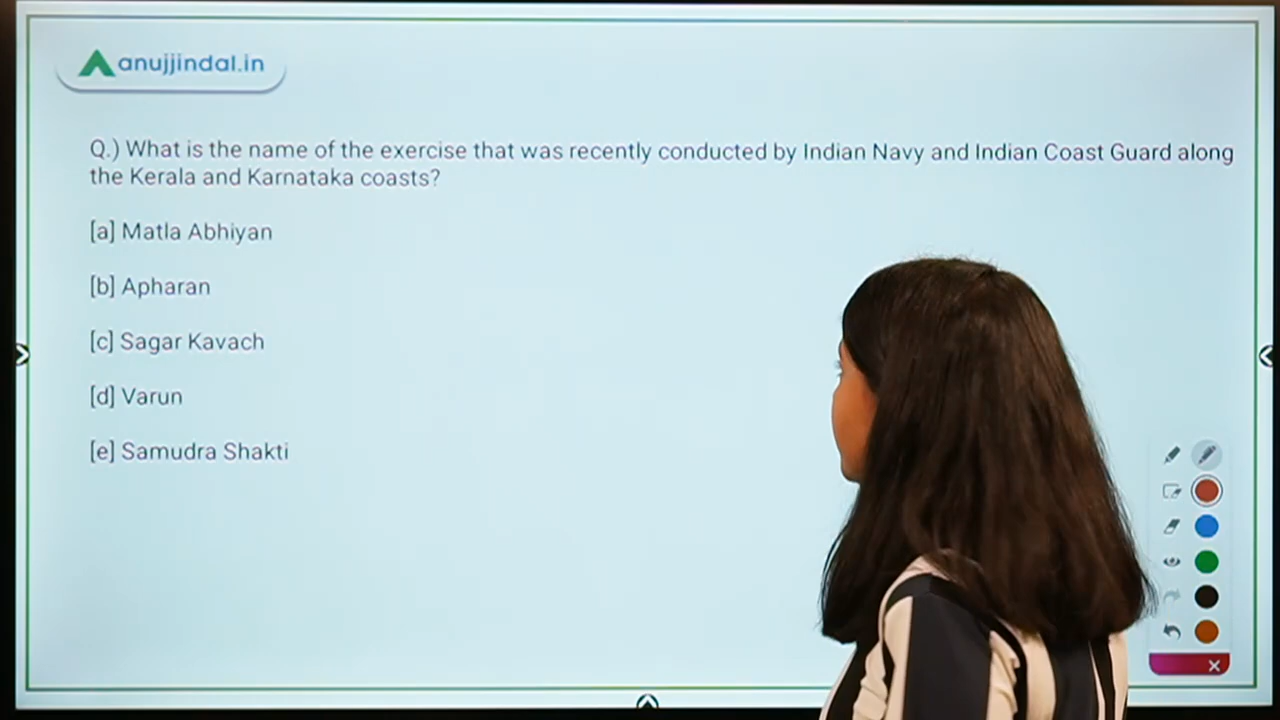 anujjindal.in
Q.) What is the name of the exercise that was recently conducted by Indian Navy and Indian Coast Guard along
the Kerala and Karnataka coasts?
[a] Matla Abhiyan
[b] Apharan
[c] Sagar Kavach
[d] Varun
[e] Samudra Shakti